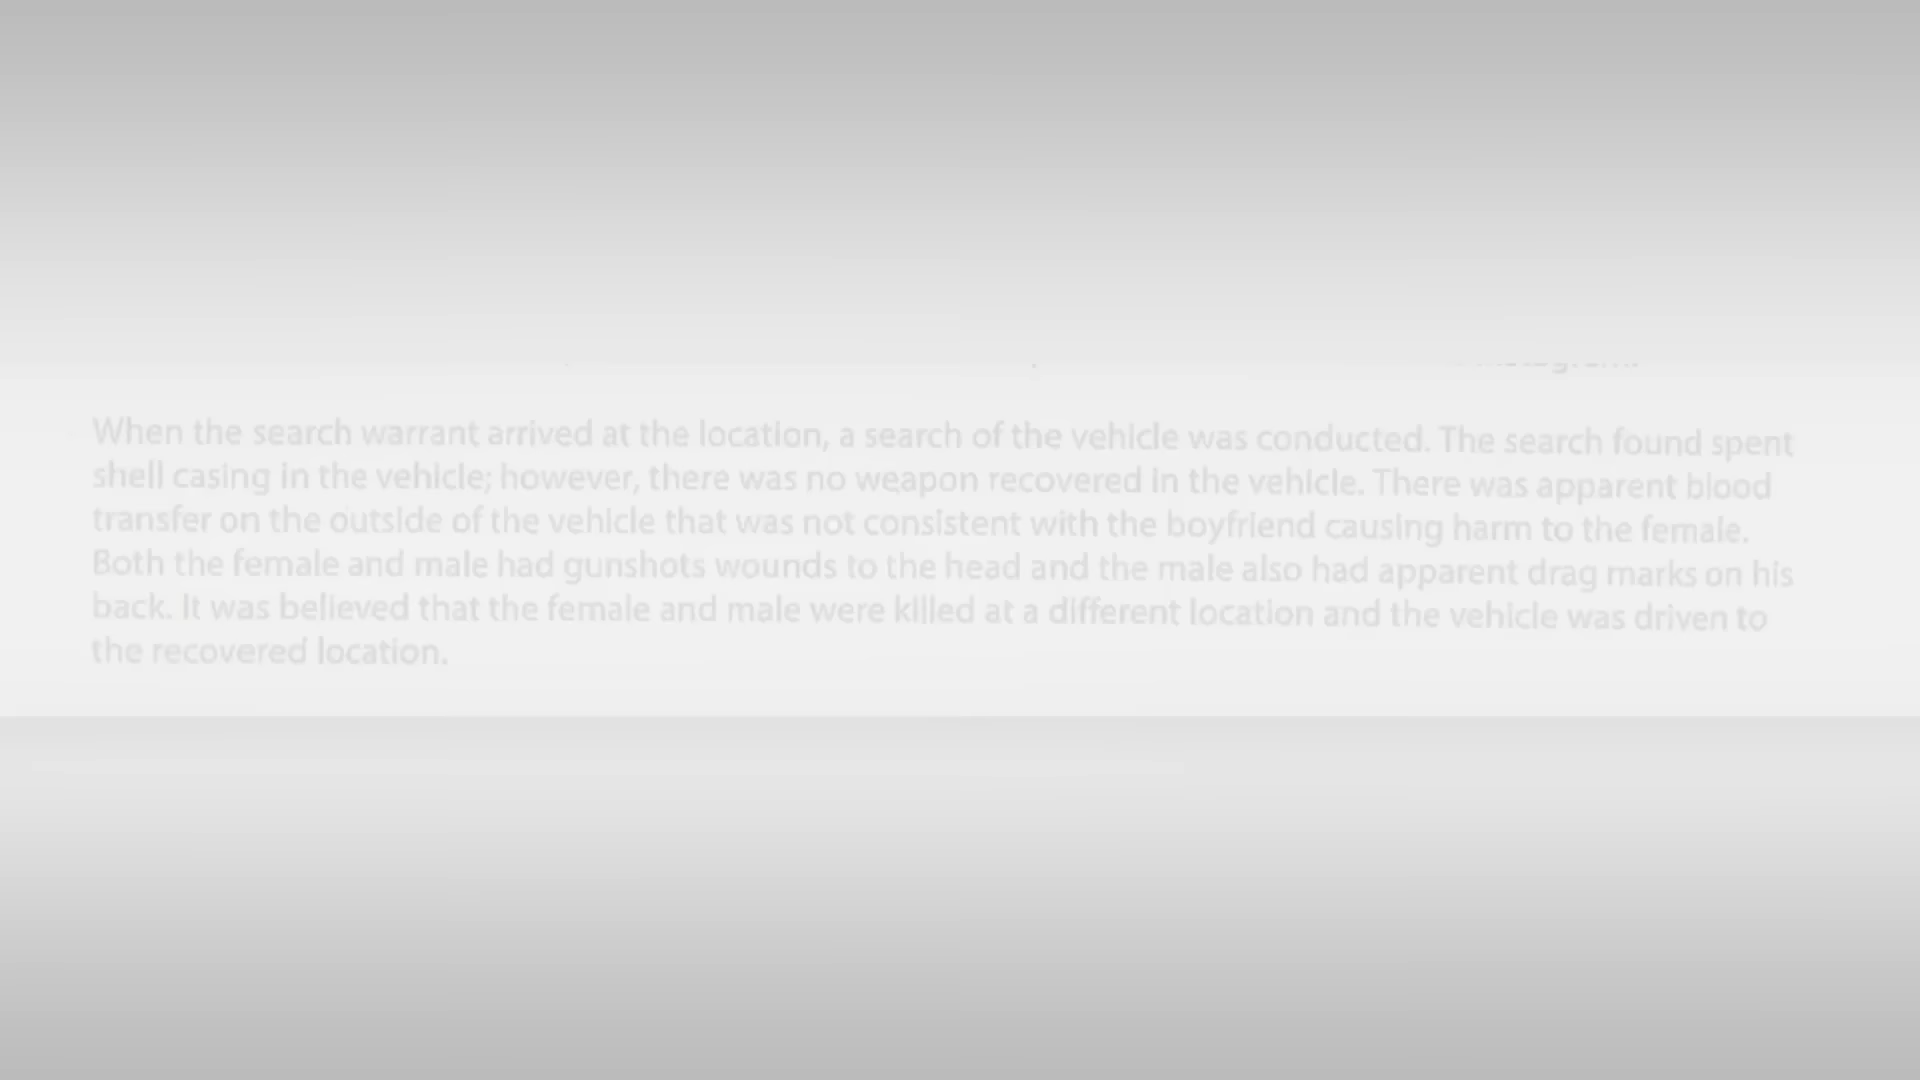 When the search warrant arrived at the location, a search of the vehicle was conducted. The search found spent
shell casing in the vehicle; however, there was no weapon recovered in the vehicle. There was apparent blood
transfer on the outside of the vehicle that was not consistent with the boyfriend causing harm to the female.
Both the female and male had gunshots wounds to the head and the male also had apparent drag marks on his
back. It was believed that the female and male were killed at a different location and the vehicle was driven to
the recovered location.